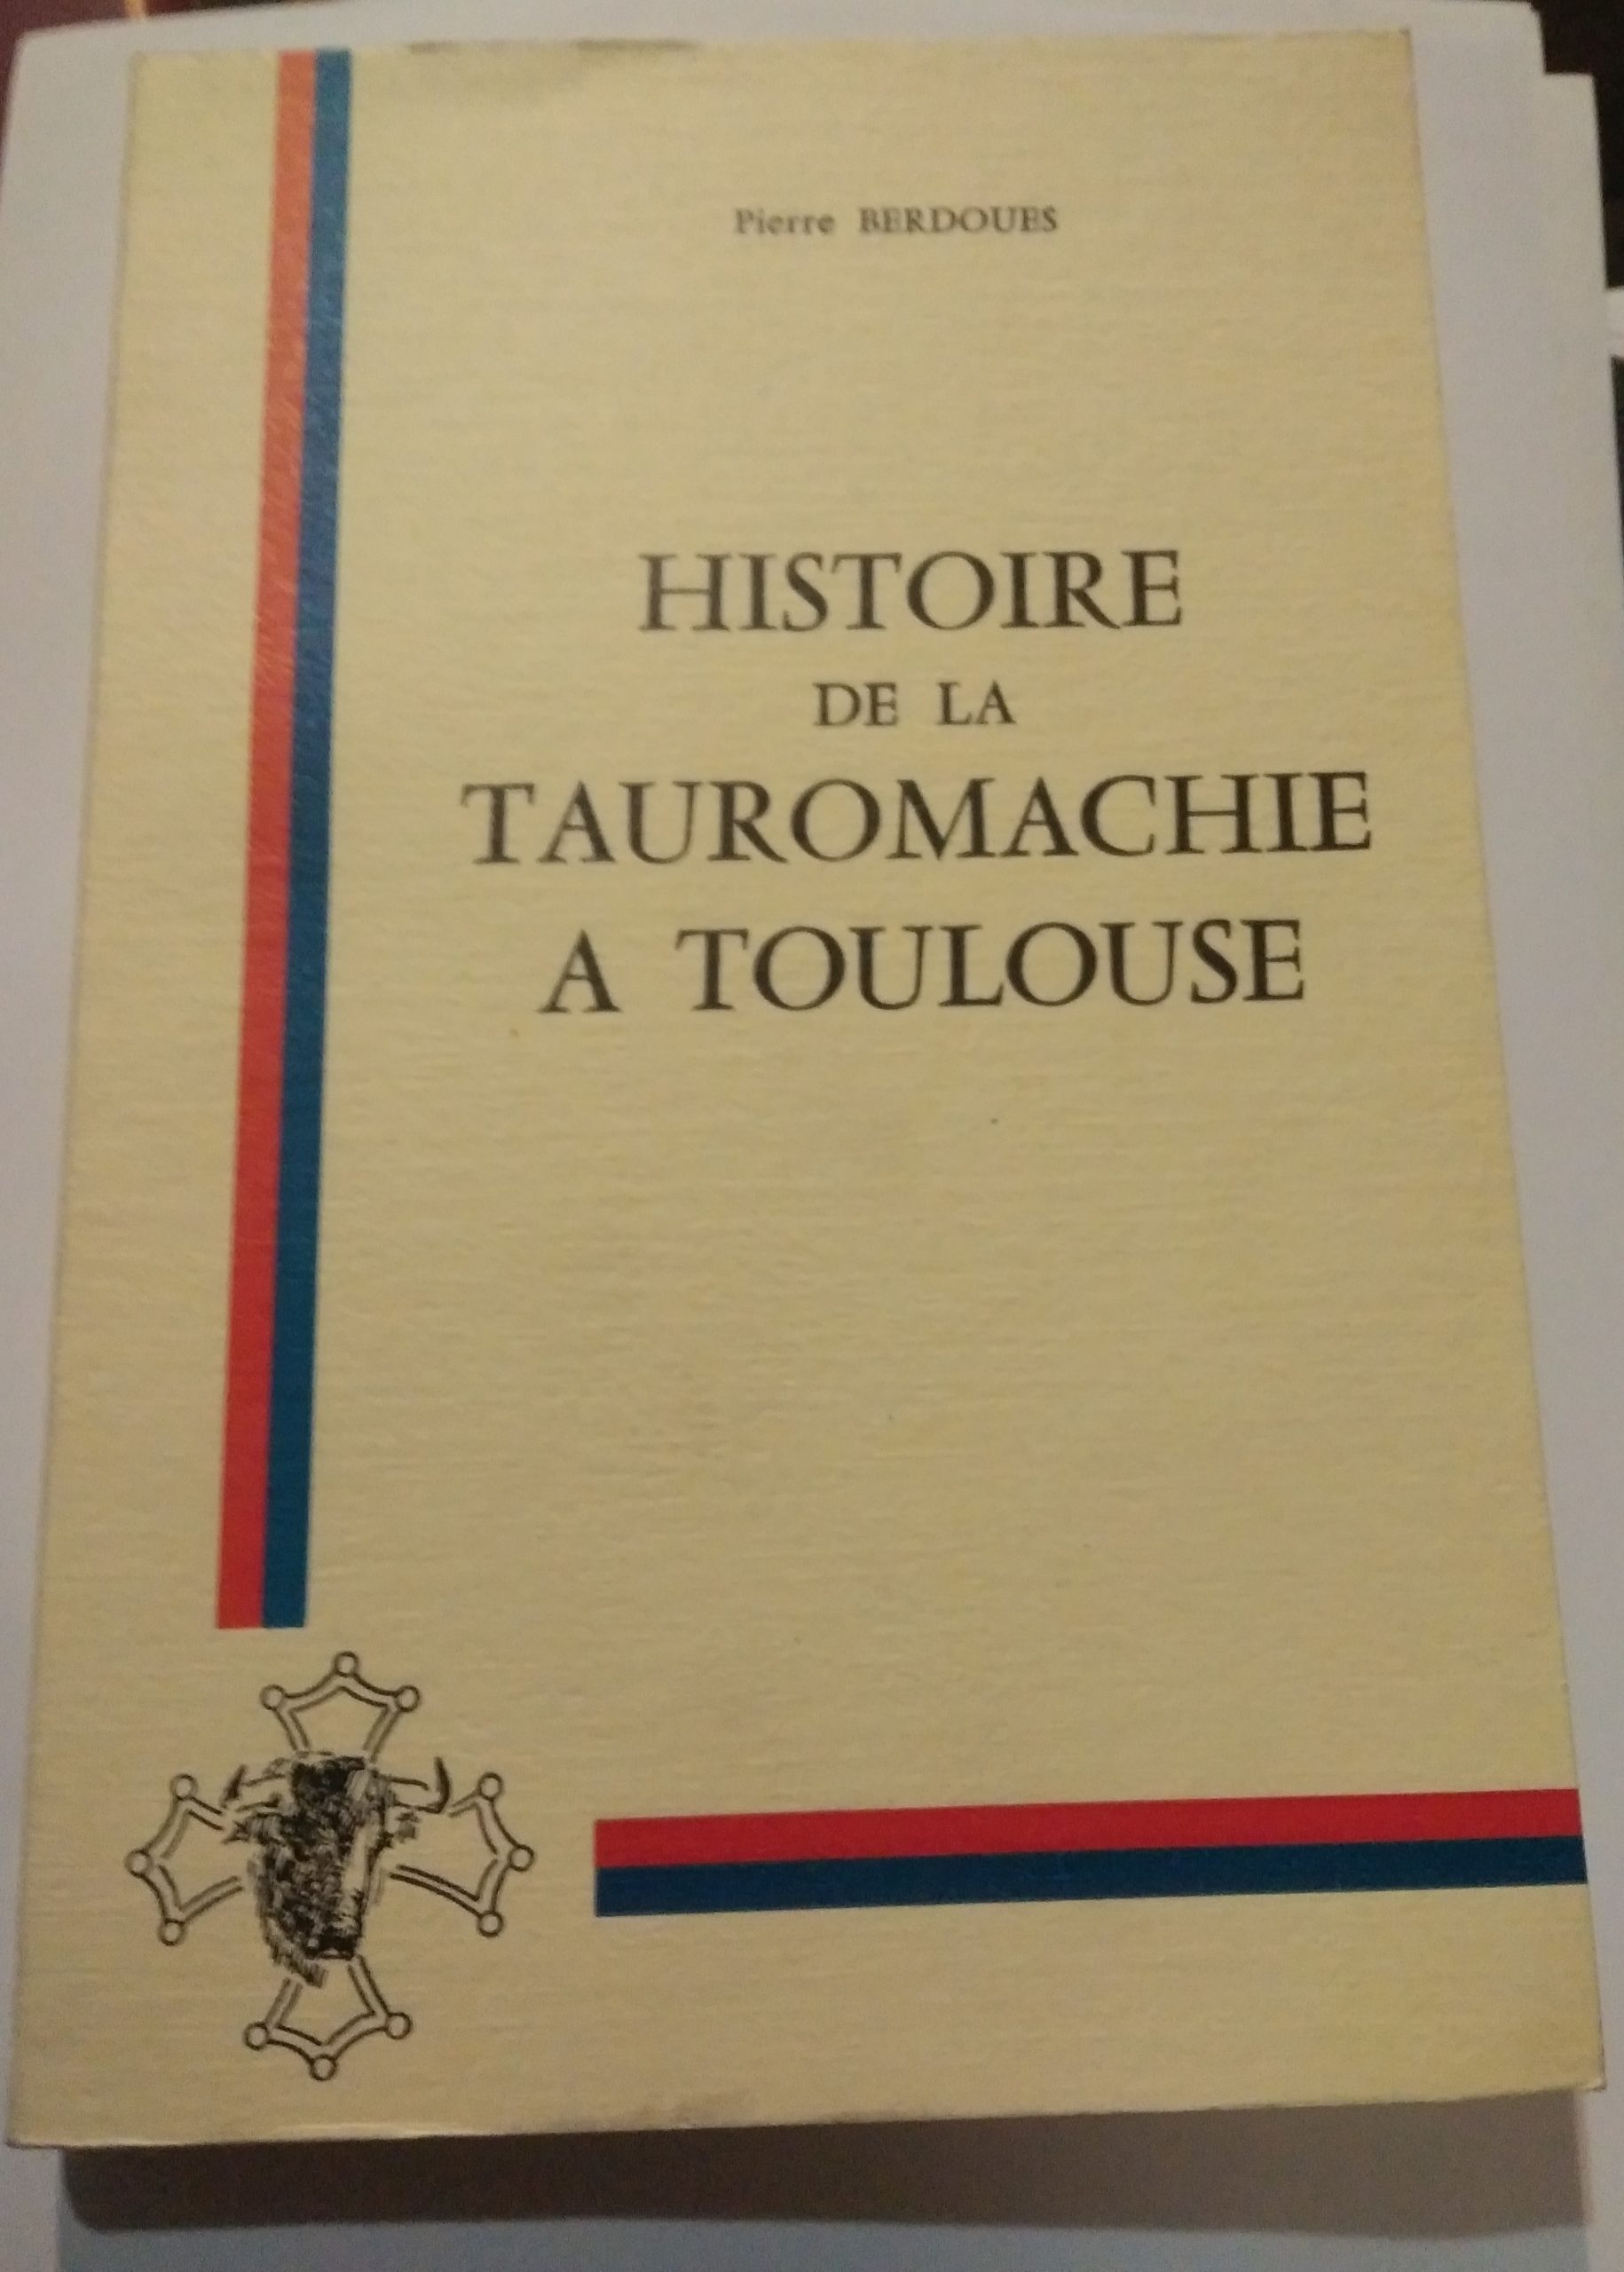 Pierre BERDOUES
HISTOIRE
DE LA
TAUROMACHIE
A TOULOUSE